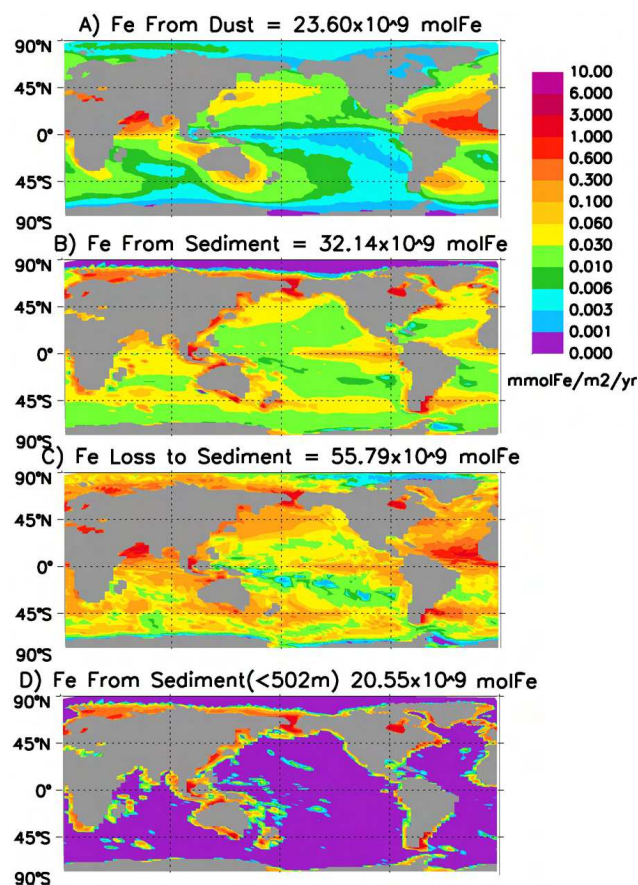 A) Fe From Dust = 23.60x10^9 molFe
90°N
45°N
0°
45°S
90°S
B) Fe From Sediment = 32.14x10^9 molFe
90°N
45°N
0°
45°S
90°S
C) Fe Loss to Sediment = 55.79x10^9 molFe
90°N
45°N
0°
45°S
90°S
D) Fe From Sediment(<502m) 20.55x10^9 molFe
90°N
45°N
0°
45°S
90°S
10.00
6.000
3.000
1.000
0.600
0.300
0.100
0.060
0.030
0.010
0.006
0.003
0.001
0.000
mmolFe/m2/yr